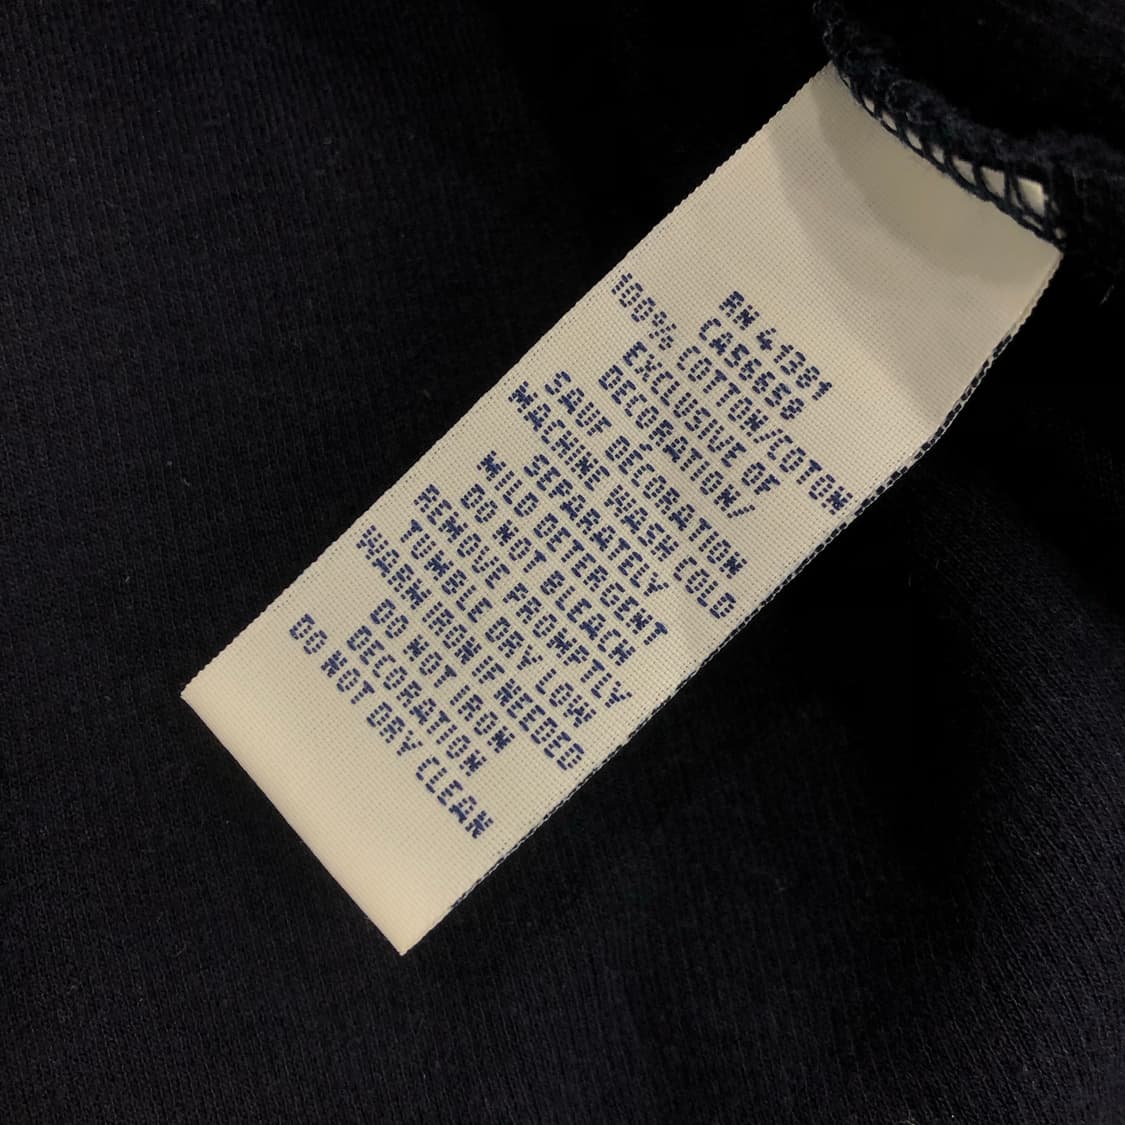 RN 41381
CA56658
100% COTTON/COTON
EXCLUSIVE OF
DECORATION/
SAUF DECORATION
MACHINE WASH COLD
SEPARATELY
MILD DETERGENT
DO NOT BLEACH
REMOVE PROMPTLY
TUMBLE DRY LOW
WARM IRON IF NEEDED
DO NOT IRON
DECORATION
DO NOT DRY CLEAN